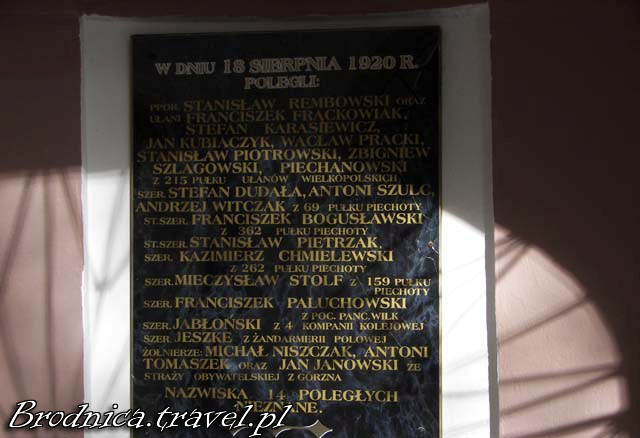 W DNIU 18 SIERPNIA 1920 R.
POLEGLI:
PPOR. STANISŁAW REMBOWSKI ORAZ
UŁANI FRANCISZEK FRĄCKOWIAK,
STEFAN KARASIEWICZ,
JAN KUBIACZYK, WACŁAW PRACKI,
STANISŁAW PIOTROWSKI, ZBIGNIEW
SZLAGOWSKI, PIECHANOWSKI
Z 215 PUŁKU UŁANÓW WIELKOPOLSKICH
SZER. STEFAN DUDAŁA, ANTONI SZULC,
ANDRZEJ WITCZAK Z 69 PUŁKU PIECHOTY
ST.SZER. FRANCISZEK BOGUSŁAWSKI
Z 362 PUŁKU PIECHOTY
ST.SZER. STANISŁAW PIETRZAK,
SZER. KAZIMIERZ CHMIELEWSKI
Z 262 PUŁKU PIECHOTY
SZER. MIECZYSŁAW STOLF Z 159 PUŁKU
PIECHOTY
SZER. FRANCISZEK PALUCHOWSKI
Z POC. PANC. WILK
SZER. JABŁOŃSKI Z 4 KOMPANII KOLEJOWEJ
SZER. JESZKE Z ŻANDARMERII POLOWEJ
ŻOŁNIERZE: MICHAŁ NISZCZAK, ANTONI
TOMASZEK ORAZ JAN JANOWSKI ZE
STRAŻY OBYWATELSKIEJ Z GÓRZNA
NAZWISKA 14 POLEGŁYCH
NIEZNANE.
Brodnica.travel.pl